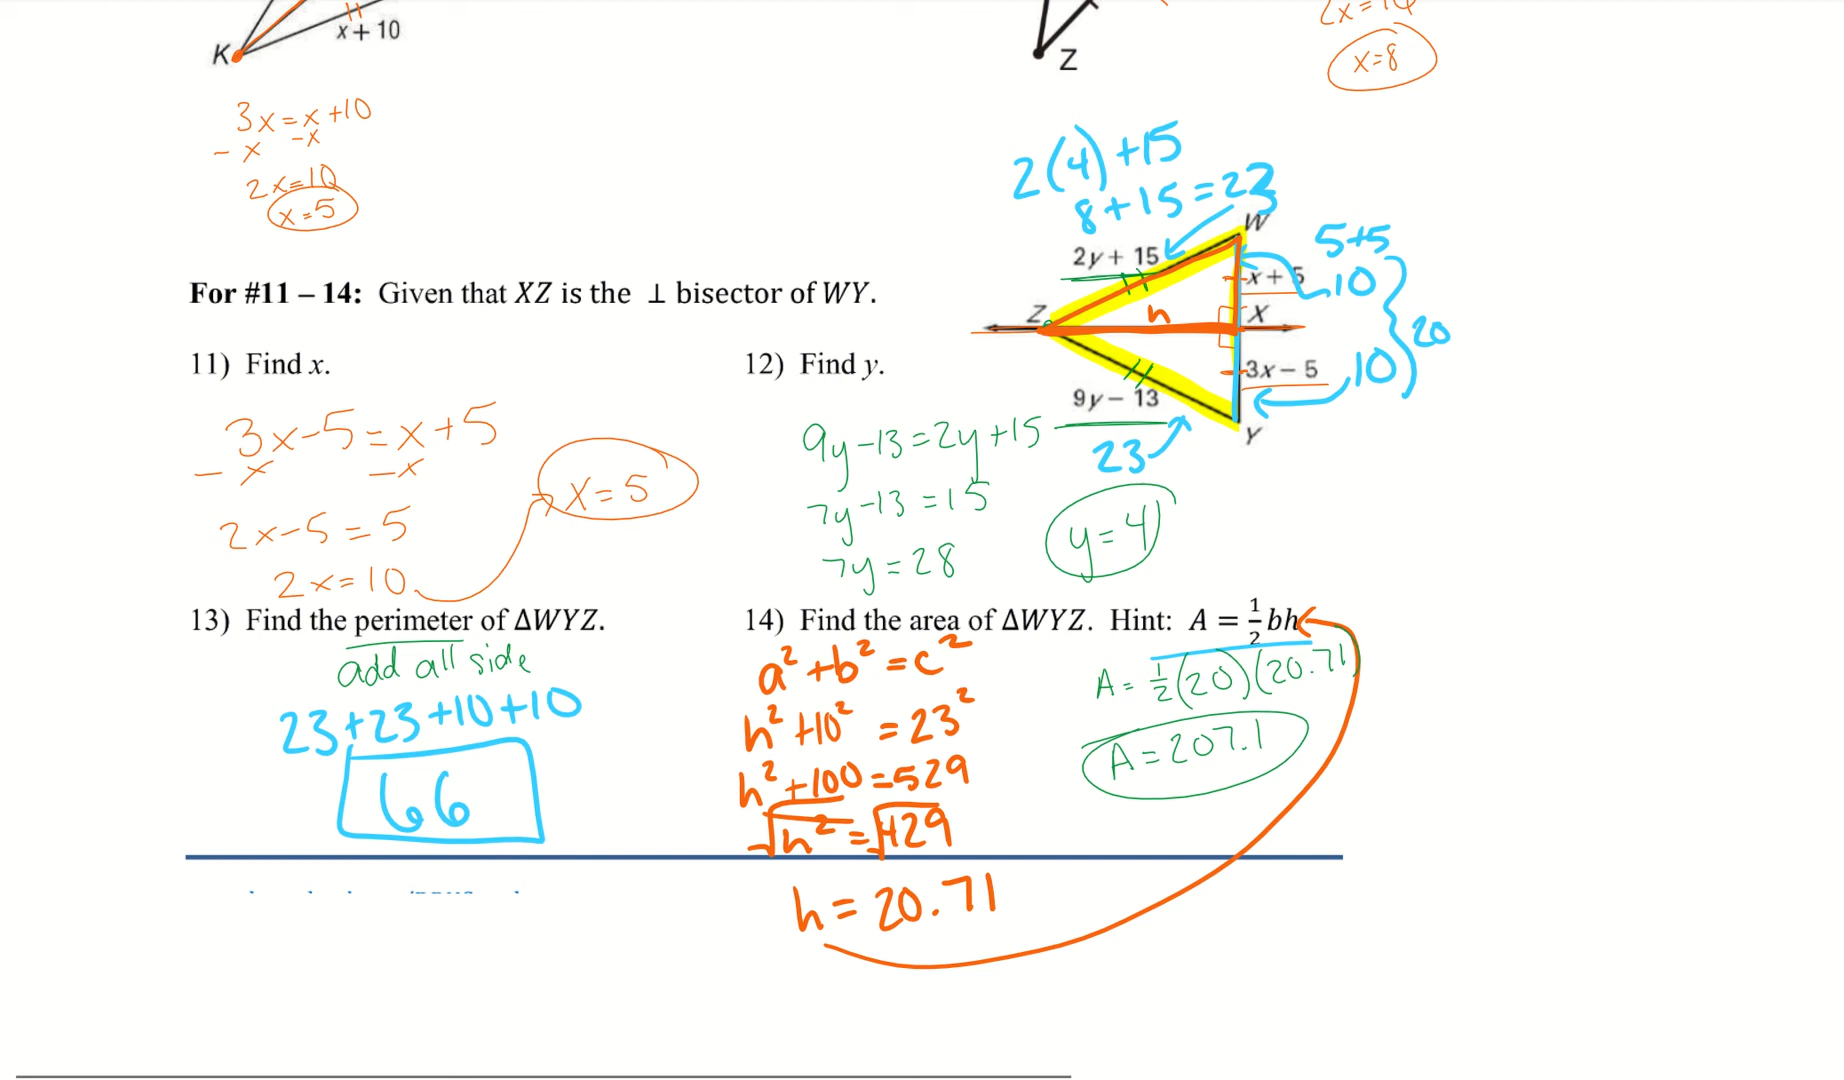 K
x + 10
3x = x + 10
- x   -x
2x = 10
x = 5
Z
x = 8
2(4) + 15
8 + 15 = 23
W
2y + 15
5 + 5
x + 5
10
Z
h
X
20
3x – 5
10
9y – 13
Y
23
For #11 – 14: Given that XZ is the ⊥ bisector of WY.
11) Find x.
3x - 5 = x + 5
- x   - x
2x - 5 = 5
2x = 10
x = 5
12) Find y.
9y - 13 = 2y + 15
7y - 13 = 15
7y = 28
y = 4
13) Find the perimeter of ΔWYZ.
add all side
23 + 23 + 10 + 10
66
14) Find the area of ΔWYZ. Hint: A = 1/2 bh
a² + b² = c²
h² + 10² = 23²
h² + 100 = 529
√h² = √429
h = 20.71
A = 1/2 (20)(20.71)
A = 207.1